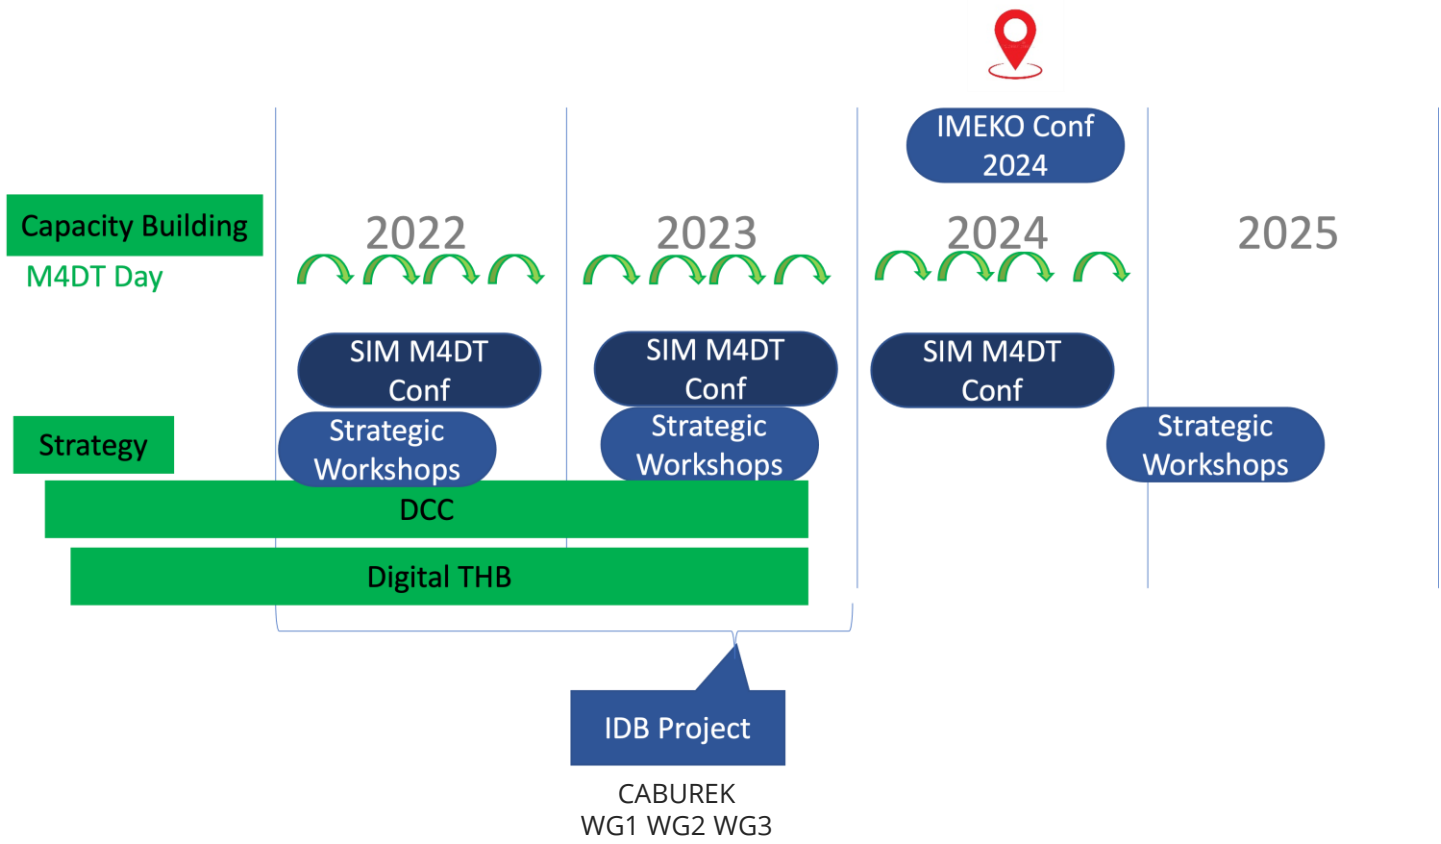 IMEKO Conf
2024
Capacity Building
M4DT Day
2022
2023
2024
2025
SIM M4DT
Conf
SIM M4DT
Conf
SIM M4DT
Conf
Strategy
Strategic
Workshops
Strategic
Workshops
Strategic
Workshops
DCC
Digital THB
IDB Project
CABUREK
WG1 WG2 WG3